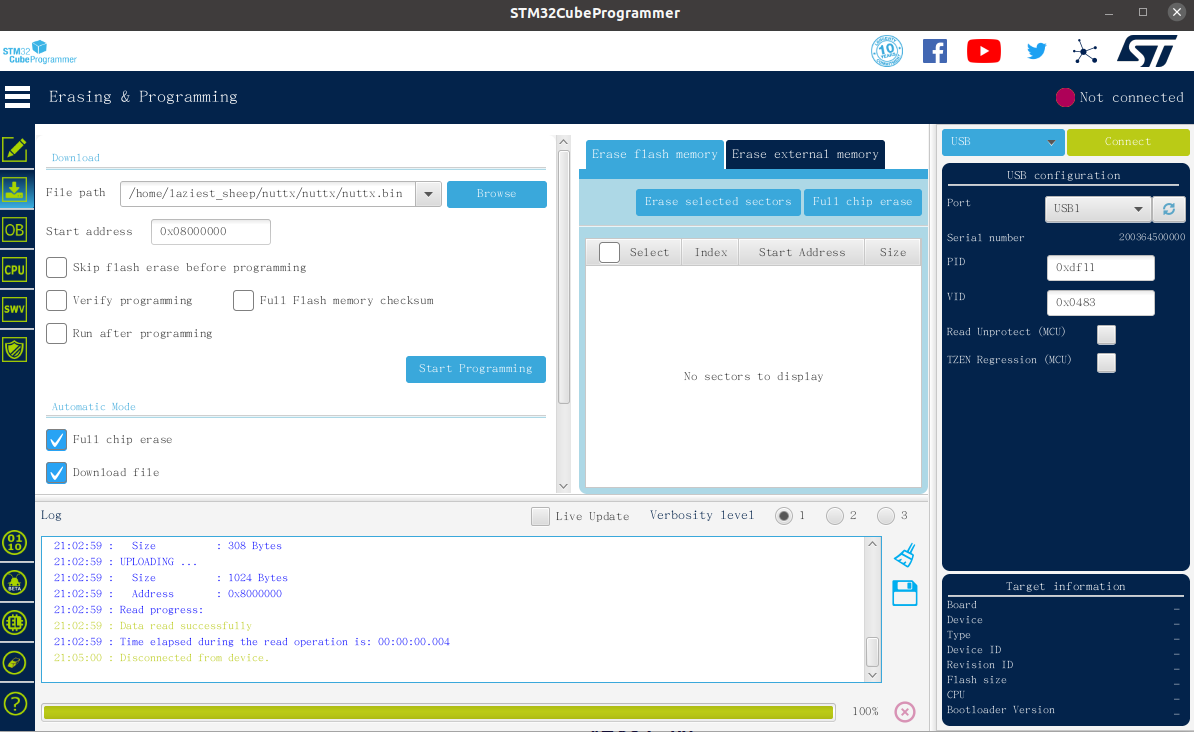 STM32CubeProgrammer
STM32
CubeProgrammer
10
YEARS
Erasing & Programming
Not connected
Download
File path
/home/laziest_sheep/nuttx/nuttx/nuttx.bin
Browse
Start address
0x08000000
Skip flash erase before programming
Verify programming
Full Flash memory checksum
Run after programming
Start Programming
Automatic Mode
Full chip erase
Download file
OB
CPU
SWV
Erase flash memory
Erase external memory
Erase selected sectors
Full chip erase
Select
Index
Start Address
Size
No sectors to display
USB
Connect
USB configuration
Port
USB1
Serial number
200364500000
PID
0xdf11
VID
0x0483
Read Unprotect (MCU)
TZEN Regression (MCU)
Log
Live Update
Verbosity level
1
2
3
21:02:59 : Size : 308 Bytes
21:02:59 : UPLOADING ...
21:02:59 : Size : 1024 Bytes
21:02:59 : Address : 0x8000000
21:02:59 : Read progress:
21:02:59 : Data read successfully
21:02:59 : Time elapsed during the read operation is: 00:00:00.004
21:05:00 : Disconnected from device.
100%
01
10
BETA
EL
?
Target information
Board _
Device _
Type _
Device ID _
Revision ID _
Flash size _
CPU _
Bootloader Version _